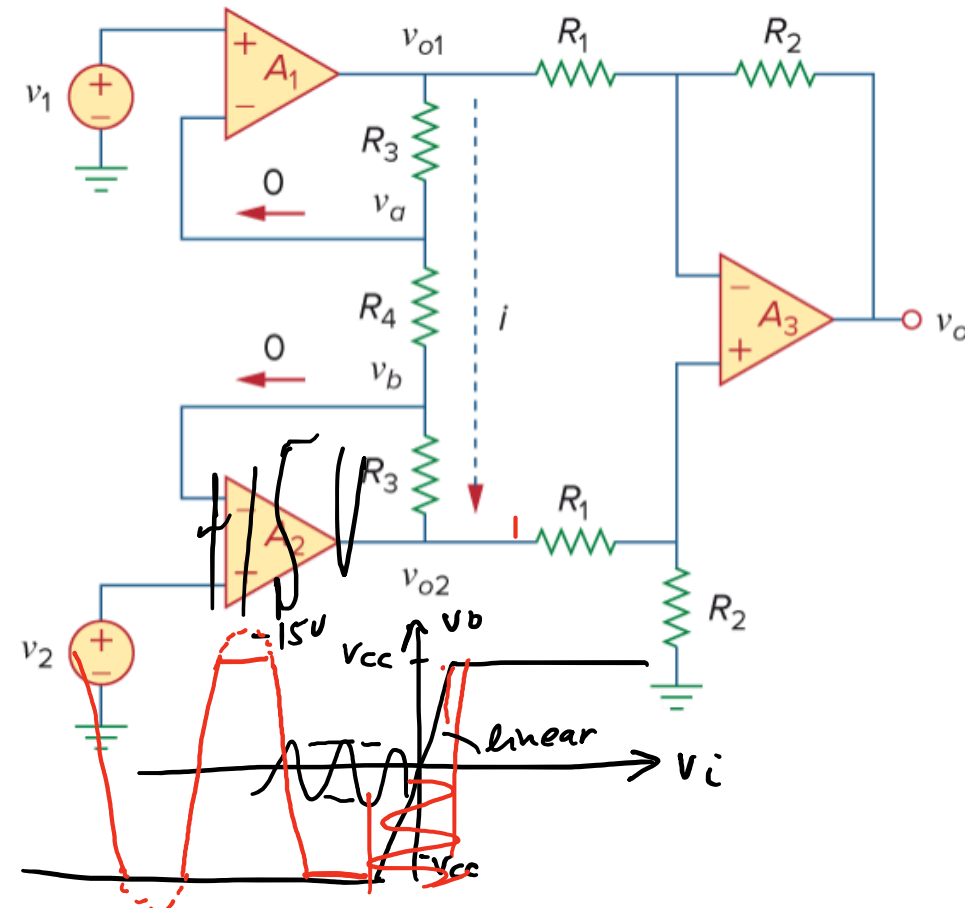 v1
+
−
+
−
A1
vo1
R1
R2
R3
0
va
R4
i
0
vb
−
+
A3
vo
R3
R1
A2
−
vo2
R2
v2
+
−
+15V
-15V
Vcc
vo
linear
Vi
-Vcc